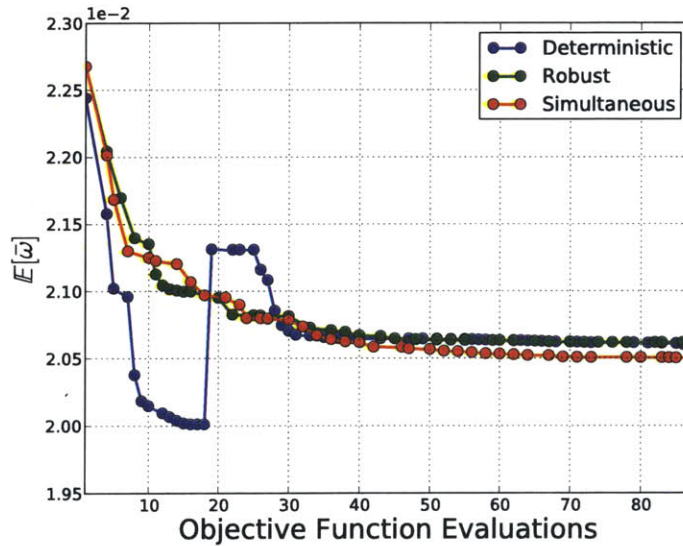 1e−2
2.30
2.25
2.20
2.15
2.10
2.05
2.00
1.95
𝔼[ω̄]
Deterministic
Robust
Simultaneous
10 20 30 40 50 60 70 80
Objective Function Evaluations